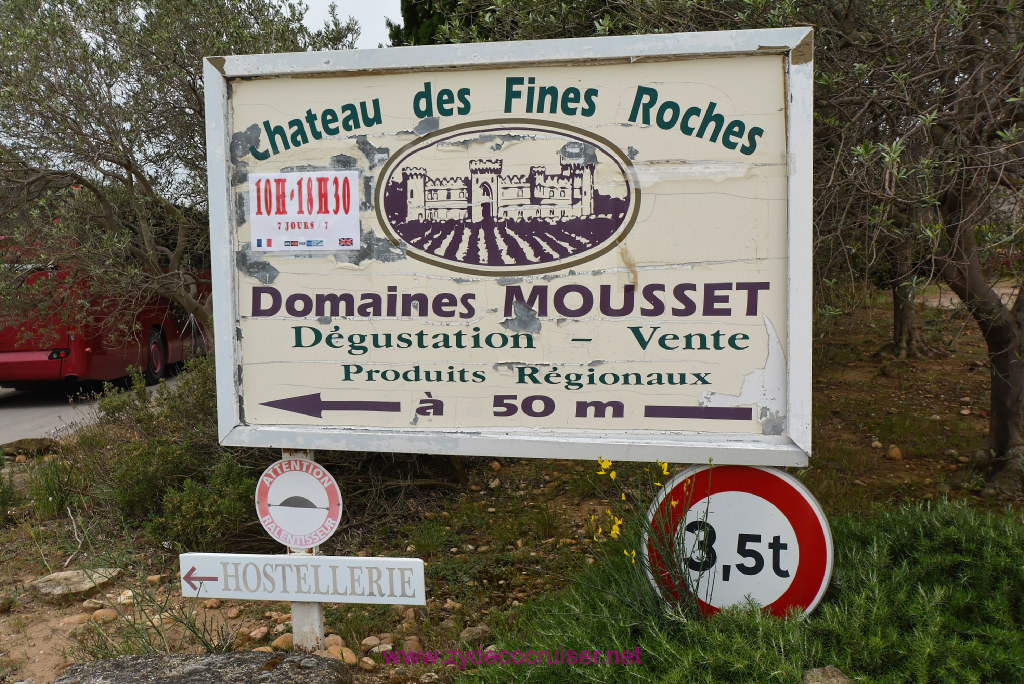 Chateau des Fines Roches
10H-18H30
7 JOURS / 7
Domaines MOUSSET
Dégustation – Vente
Produits Régionaux
à 50 m
ATTENTION
RALENTISSEUR
HOSTELLERIE
3,5t
www.zydecocruiser.net